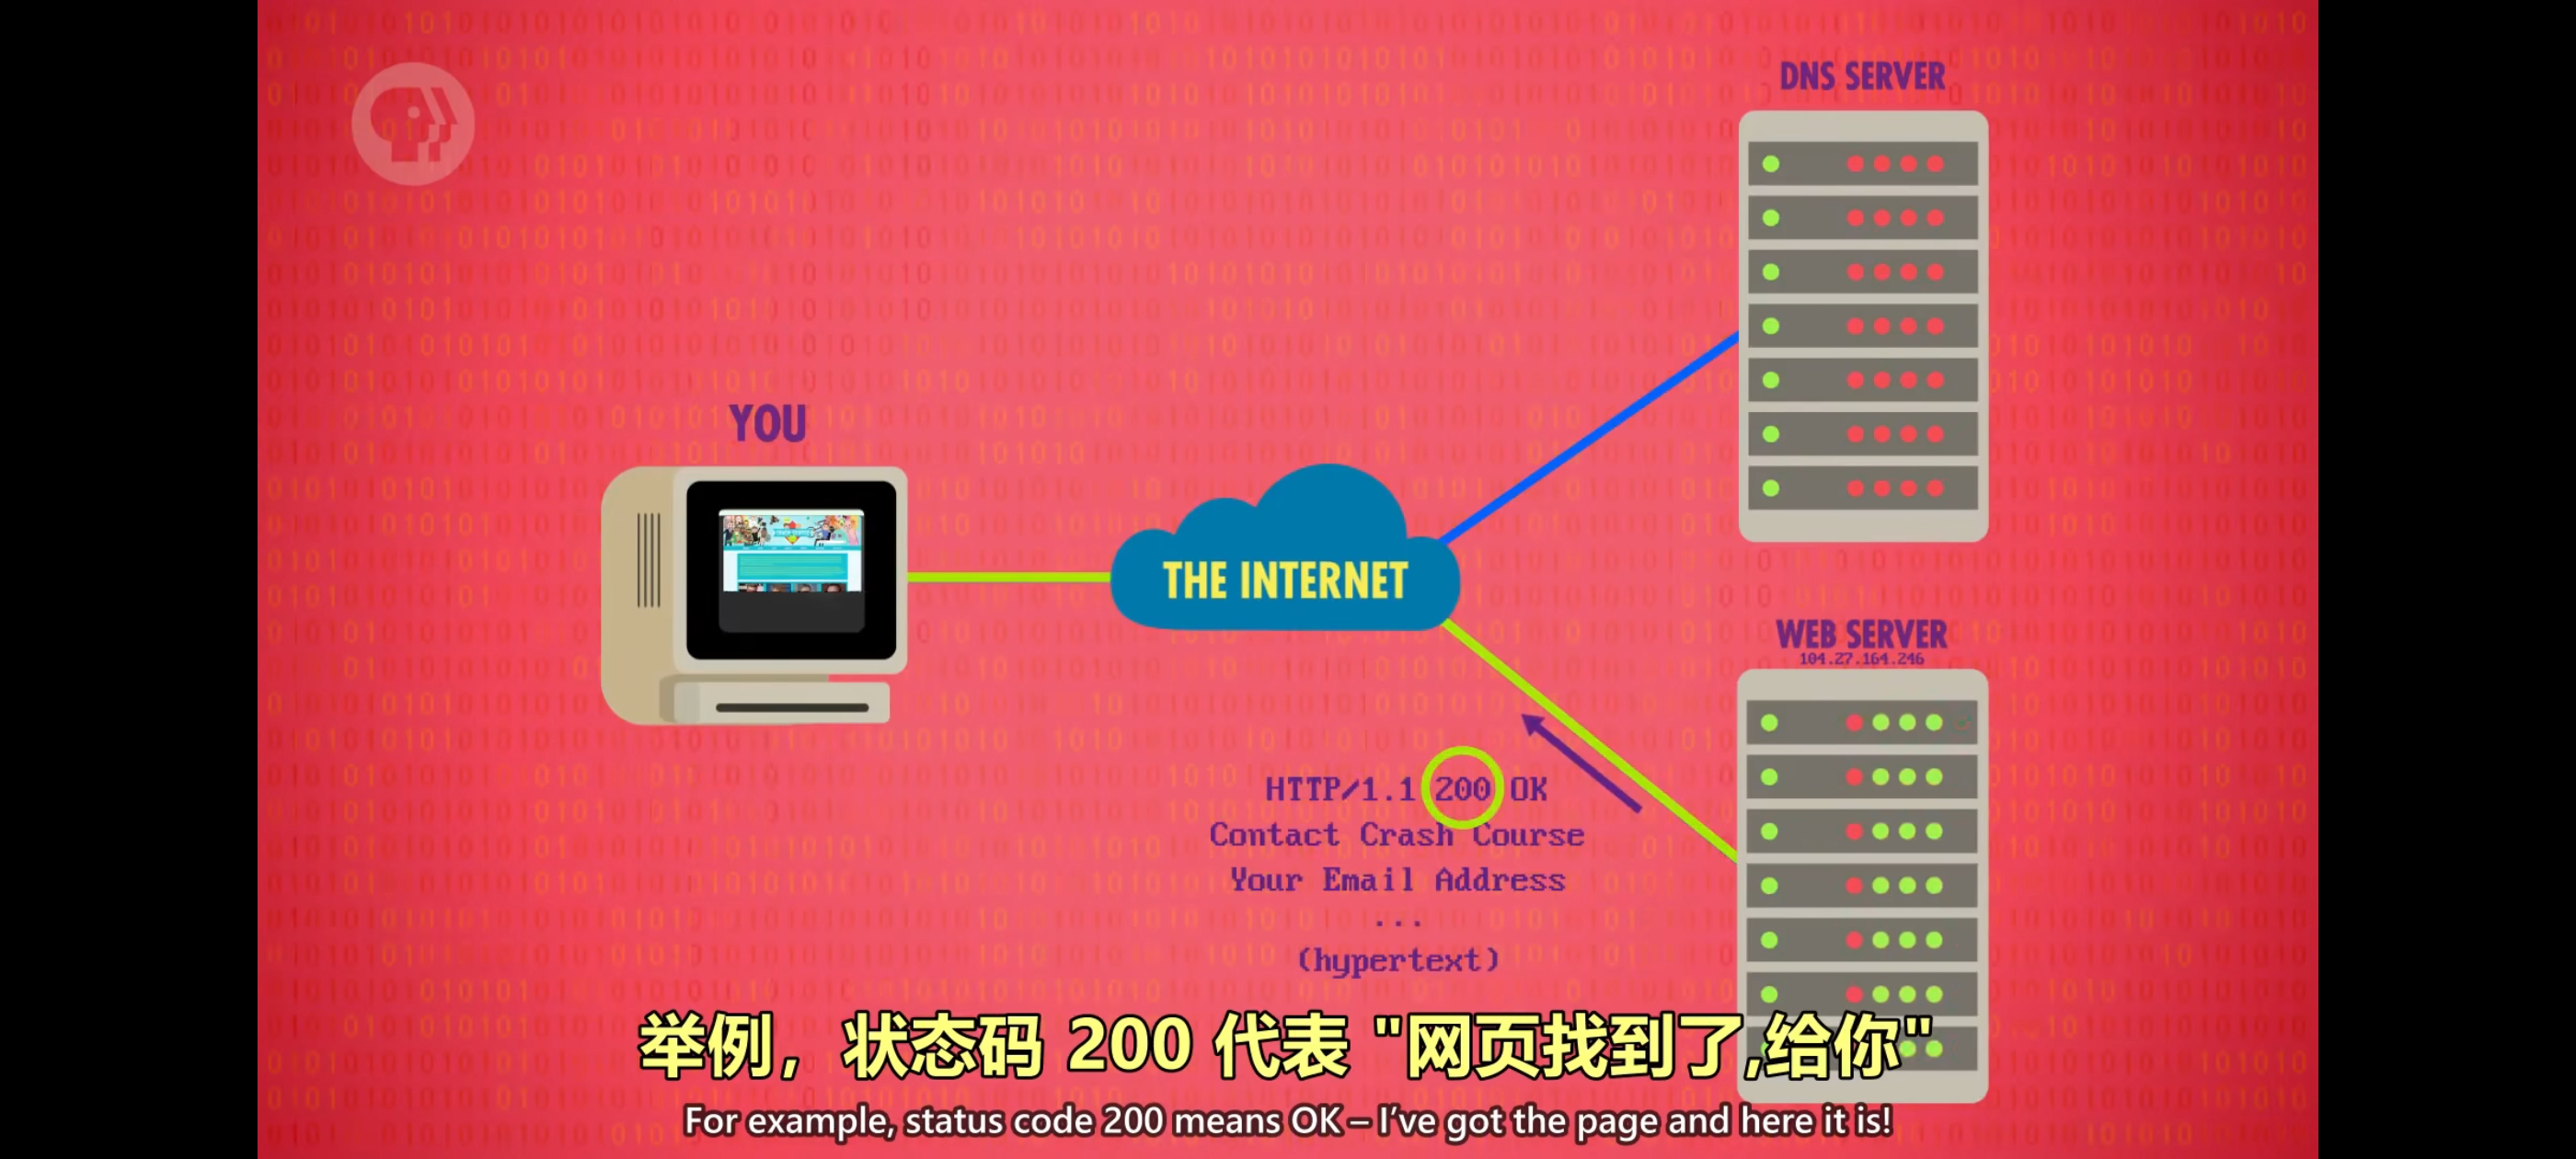 DNS SERVER
YOU
THE INTERNET
WEB SERVER
104.27.164.246
HTTP/1.1 200 OK
Contact Crash Course
Your Email Address
...
(hypertext)
举例，状态码 200 代表 "网页找到了,给你"
For example, status code 200 means OK – I've got the page and here it is!